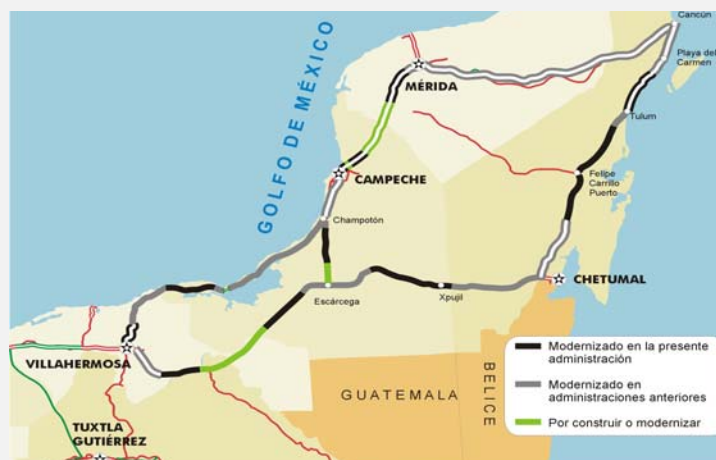 Cancún
Playa del
Carmen
MÉRIDA
GOLFO DE MÉXICO
Tulum
CAMPECHE
Felipe
Carrillo
Puerto
Champotón
CHETUMAL
Escárcega
Xpujil
VILLAHERMOSA
GUATEMALA
BELICE
TUXTLA
GUTIÉRREZ
Modernizado en la presente
administración
Modernizado en
administraciones anteriores
Por construir o modernizar